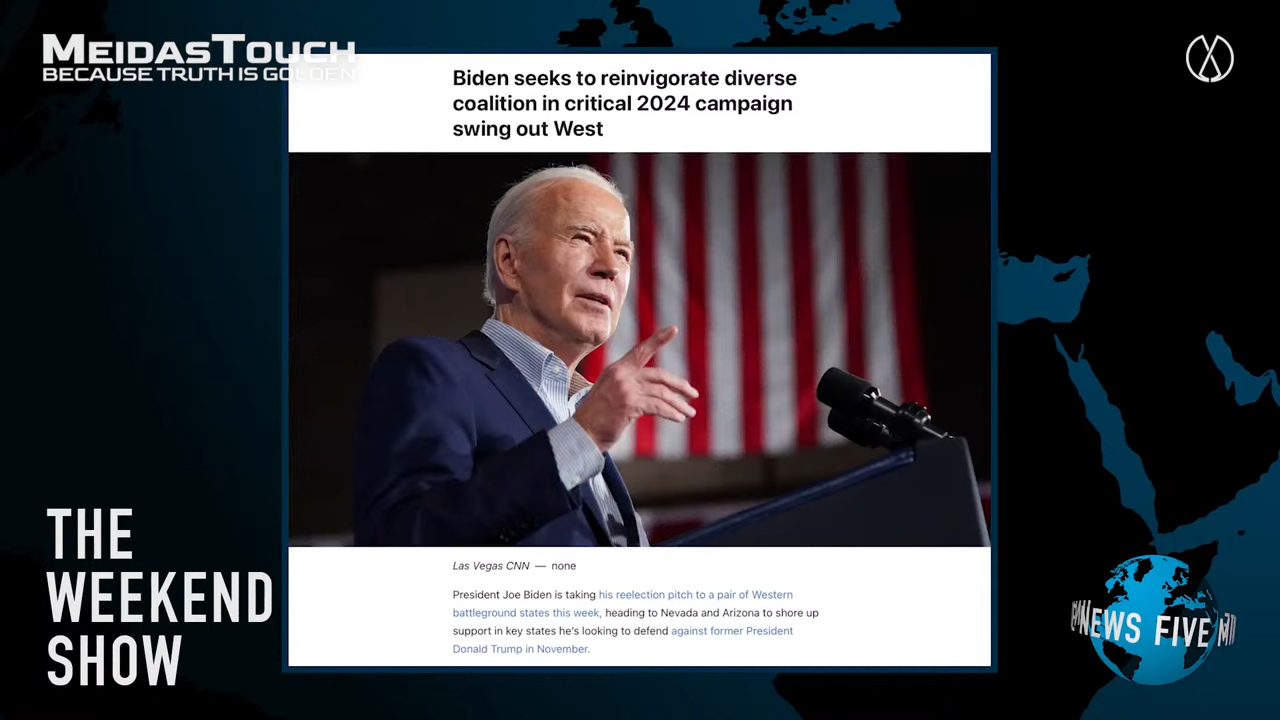 MEIDASTOUCH
BECAUSE TRUTH IS GOLDEN
Biden seeks to reinvigorate diverse
coalition in critical 2024 campaign
swing out West
Las Vegas CNN — none
President Joe Biden is taking his reelection pitch to a pair of Western
battleground states this week, heading to Nevada and Arizona to shore up
support in key states he's looking to defend against former President
Donald Trump in November.
THE
WEEKEND
SHOW
NEWS FIVE